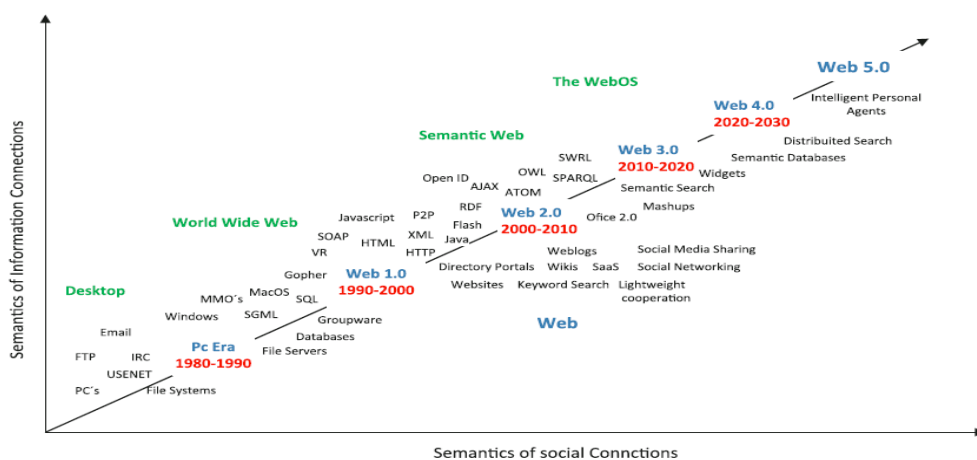 Semantics of Information Connections
Web 5.0
The WebOS
Intelligent Personal
Agents
Web 4.0
2020-2030
Semantic Web
Distribuited Search
Web 3.0
2010-2020
SWRL
Semantic Databases
OWL
Widgets
Open ID
SPARQL
AJAX
ATOM
Semantic Search
RDF
Mashups
World Wide Web
Javascript
P2P
Web 2.0
2000-2010
Ofice 2.0
Flash
SOAP
XML
Java
HTML
VR
HTTP
Weblogs
Social Media Sharing
Directory Portals
Wikis
SaaS
Social Networking
Gopher
Web 1.0
1990-2000
Websites
Keyword Search
Lightweight
cooperation
Desktop
MMO´s
MacOS
SQL
Windows
SGML
Groupware
Web
Email
Databases
Pc Era
1980-1990
File Servers
FTP
IRC
USENET
PC´s
File Systems
Semantics of social Connctions